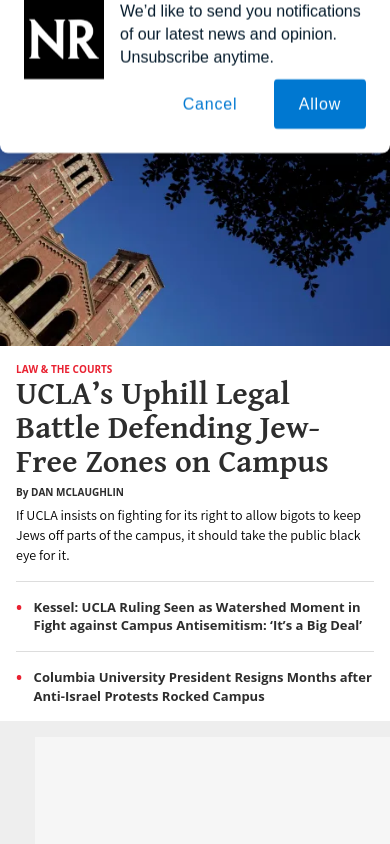 NR
We’d like to send you notifications
of our latest news and opinion.
Unsubscribe anytime.
Cancel
Allow
LAW & THE COURTS
UCLA’s Uphill Legal
Battle Defending Jew-
Free Zones on Campus
By DAN MCLAUGHLIN
If UCLA insists on fighting for its right to allow bigots to keep
Jews off parts of the campus, it should take the public black
eye for it.
• Kessel: UCLA Ruling Seen as Watershed Moment in
Fight against Campus Antisemitism: ‘It’s a Big Deal’
• Columbia University President Resigns Months after
Anti-Israel Protests Rocked Campus